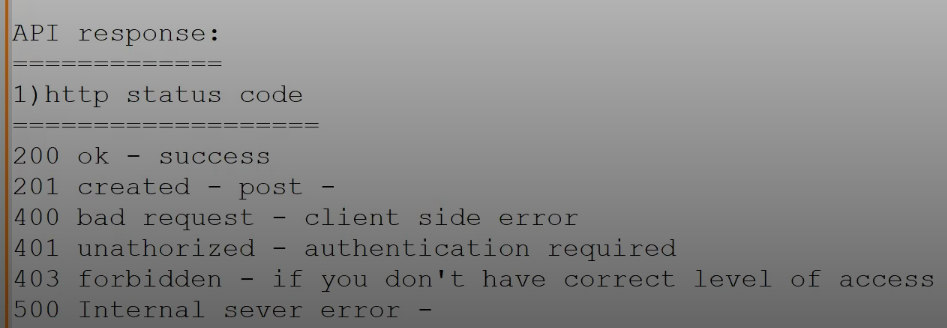 API response:
=============
1)http status code
===================
200 ok - success
201 created - post -
400 bad request - client side error
401 unathorized - authentication required
403 forbidden - if you don't have correct level of access
500 Internal sever error -